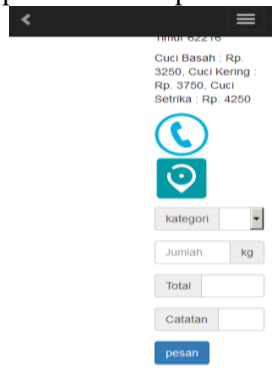 Timur 62216
Cuci Basah : Rp.
3250, Cuci Kering :
Rp. 3750, Cuci
Setrika : Rp. 4250
kategori
Jumlah kg
Total
Catatan
pesan